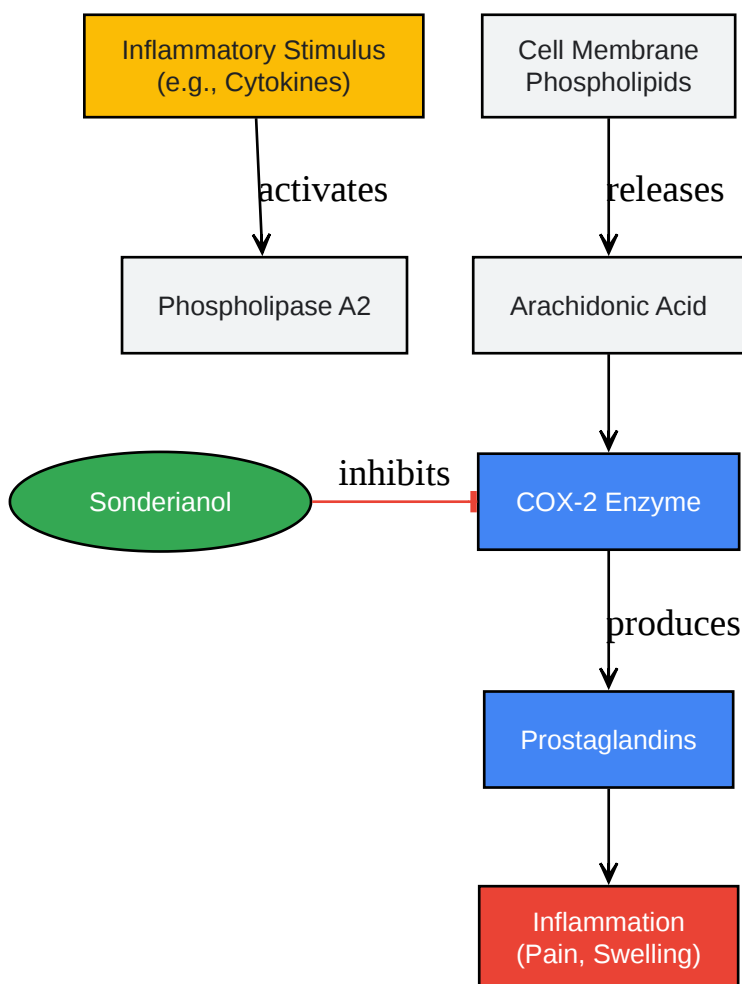 Inflammatory Stimulus
(e.g., Cytokines)
Cell Membrane
Phospholipids
activates
releases
Phospholipase A2
Arachidonic Acid
Sonderianol
inhibits
COX-2 Enzyme
produces
Prostaglandins
Inflammation
(Pain, Swelling)